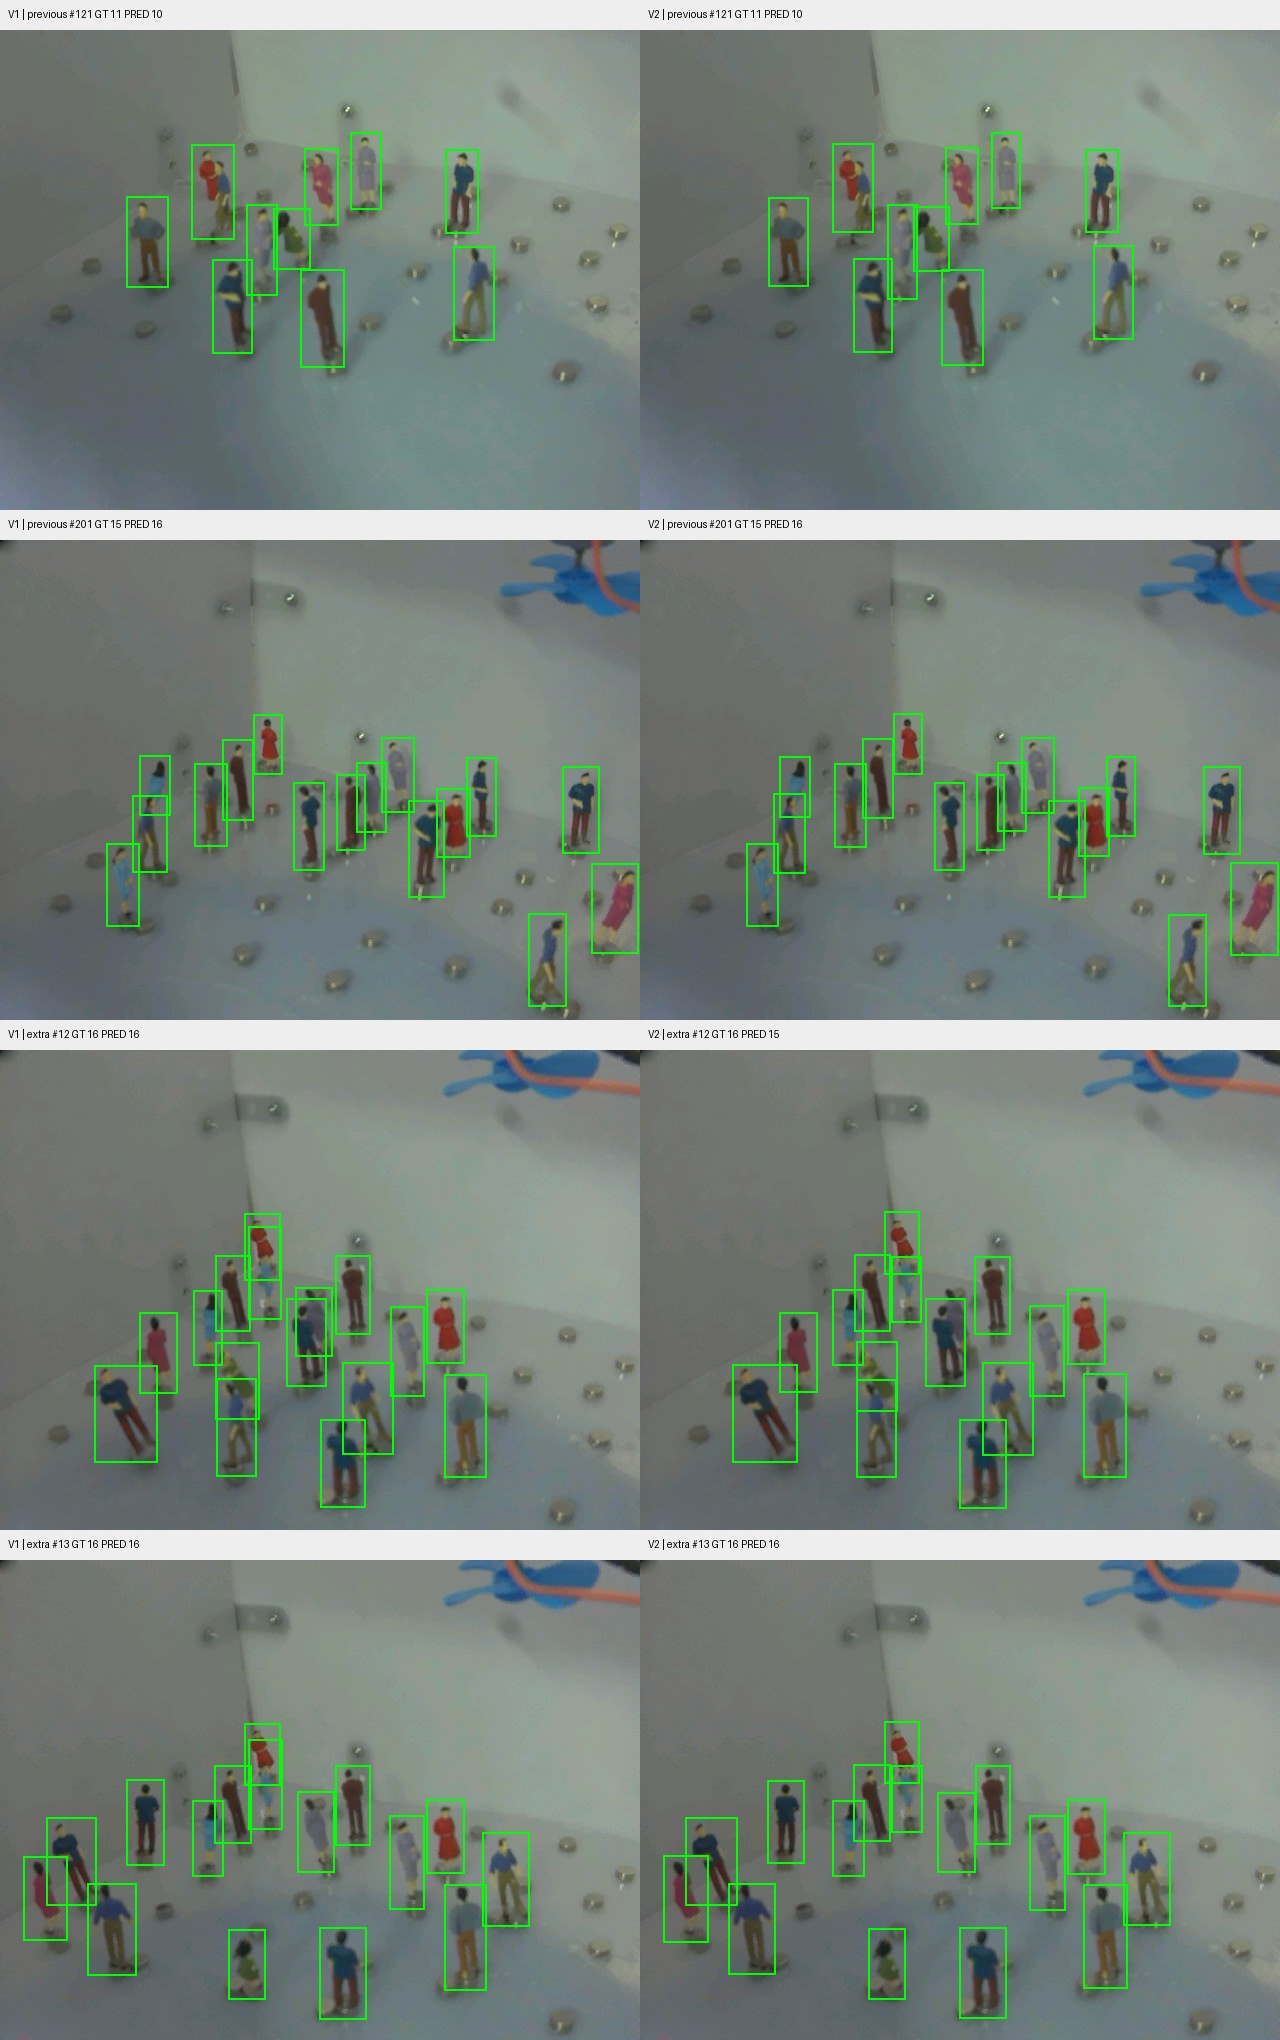 V1 | previous #121 GT 11 PRED 10
V2 | previous #121 GT 11 PRED 10
V1 | previous #201 GT 15 PRED 16
V2 | previous #201 GT 15 PRED 16
V1 | extra #12 GT 16 PRED 16
V2 | extra #12 GT 16 PRED 15
V1 | extra #13 GT 16 PRED 16
V2 | extra #13 GT 16 PRED 16